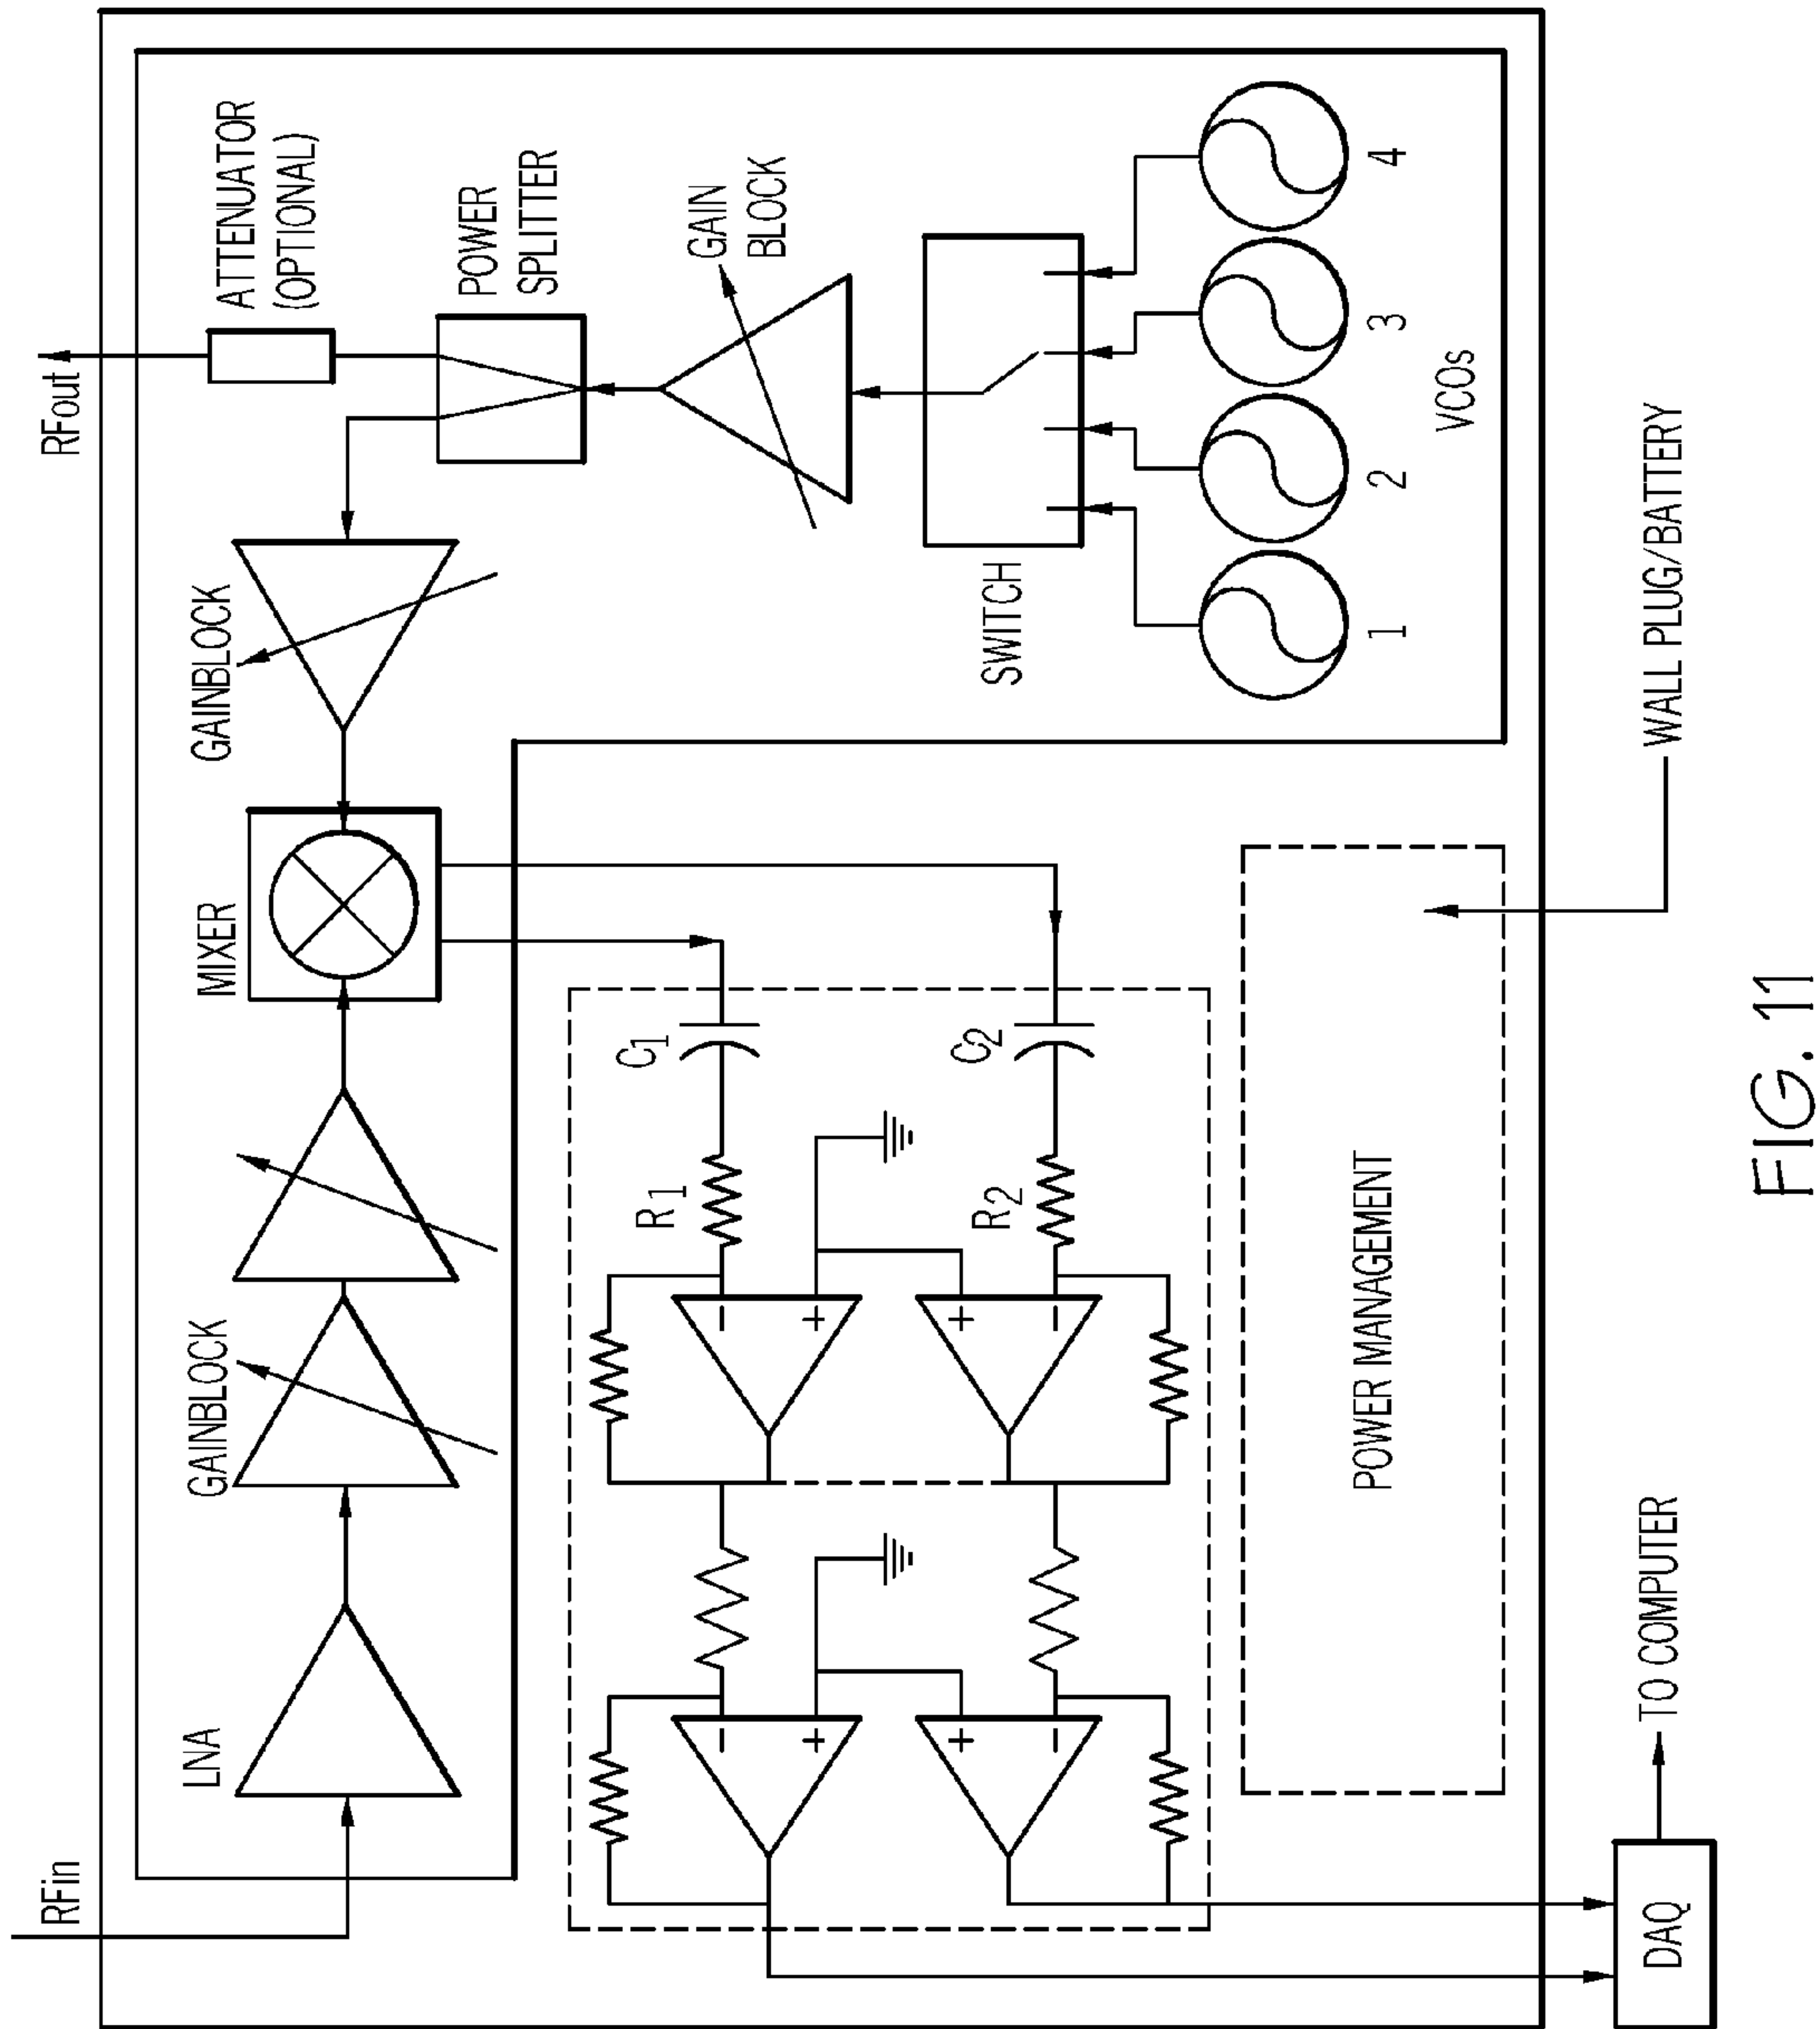 RFin
RFout
LNA
GAINBLOCK
MIXER
GAINBLOCK
ATTENUATOR
(OPTIONAL)
POWER
SPLITTER
GAIN
BLOCK
SWITCH
1
2
3
4
VCOs
C1
R1
+
−
+
−
C2
R2
+
−
+
−
POWER MANAGEMENT
WALL PLUG/BATTERY
DAQ
TO COMPUTER
FIG. 11